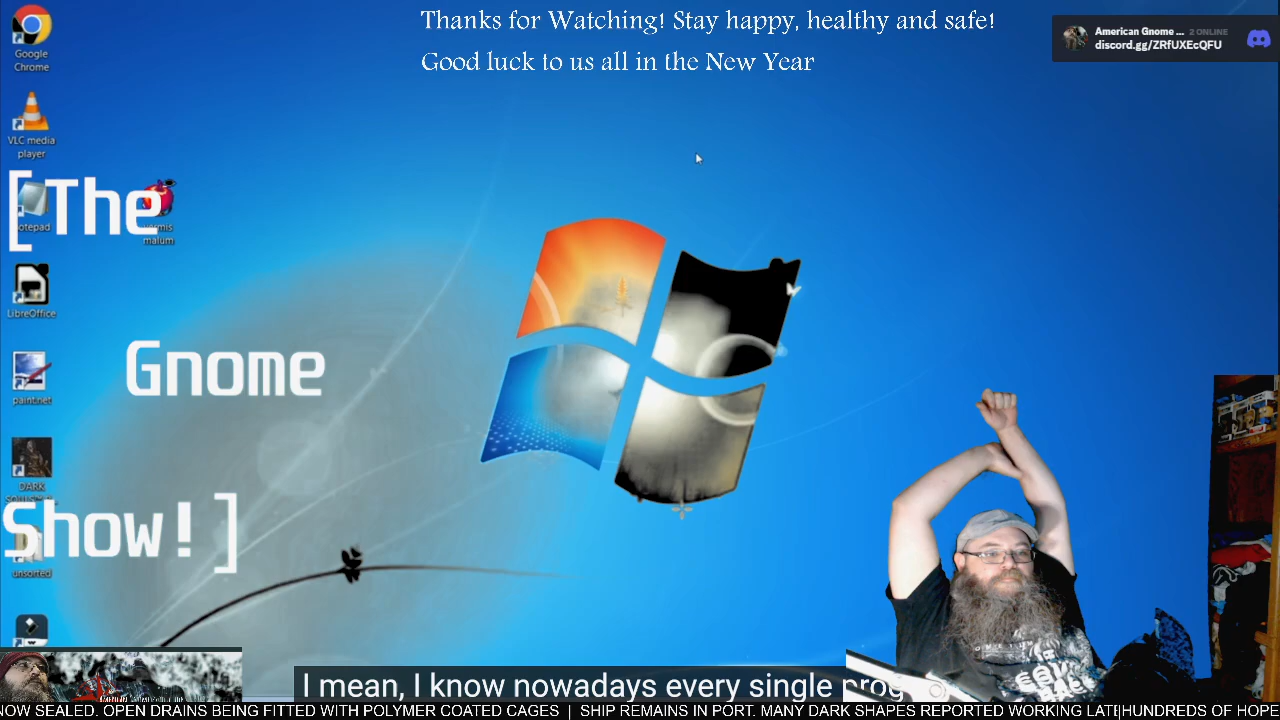 Thanks for Watching! Stay happy, healthy and safe!
Good luck to us all in the New Year
American Gnome ... 2 ONLINE
discord.gg/ZRfUXEcQFU
Google
Chrome
VLC media
player
[The
malum
LibreOffice
Gnome
paint.net
DARK
Show!]
unsorted
I mean, I know nowadays every single prog
NOW SEALED. OPEN DRAINS BEING FITTED WITH POLYMER COATED CAGES | SHIP REMAINS IN PORT. MANY DARK SHAPES REPORTED WORKING LATE HUNDREDS OF HOPE